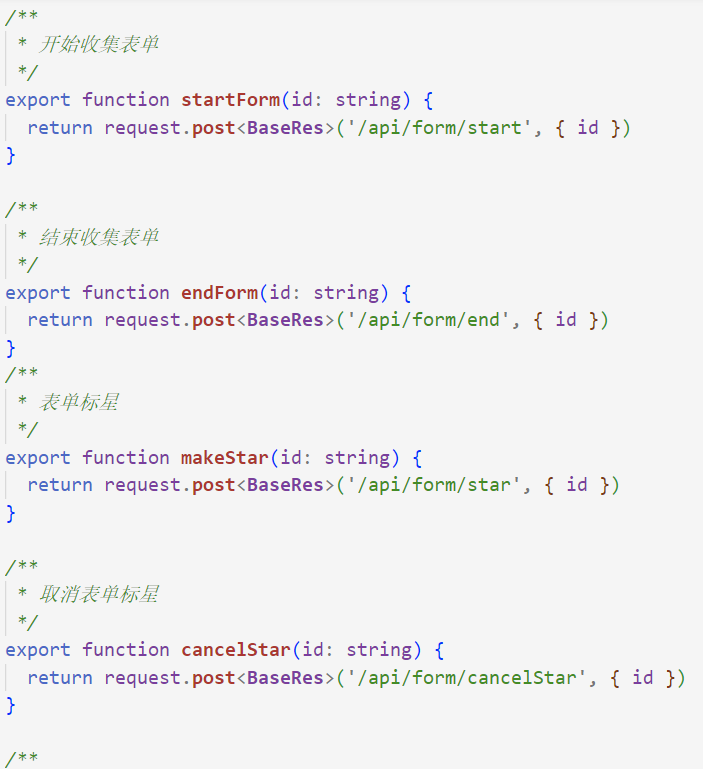 /**
 * 开始收集表单
 */
export function startForm(id: string) {
  return request.post<BaseRes>('/api/form/start', { id })
}

/**
 * 结束收集表单
 */
export function endForm(id: string) {
  return request.post<BaseRes>('/api/form/end', { id })
}
/**
 * 表单标星
 */
export function makeStar(id: string) {
  return request.post<BaseRes>('/api/form/star', { id })
}

/**
 * 取消表单标星
 */
export function cancelStar(id: string) {
  return request.post<BaseRes>('/api/form/cancelStar', { id })
}

/**